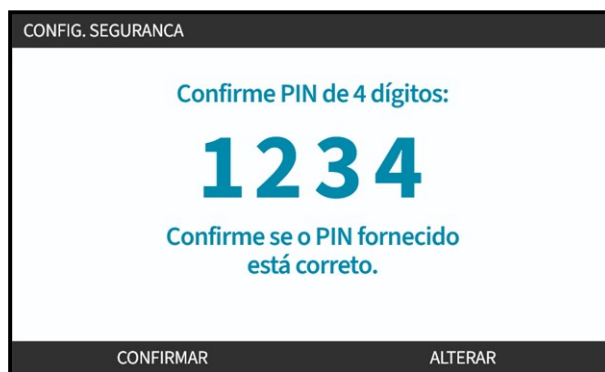 CONFIG. SEGURANCA
Confirme PIN de 4 dígitos:
1234
Confirme se o PIN fornecido
está correto.
CONFIRMAR ALTERAR